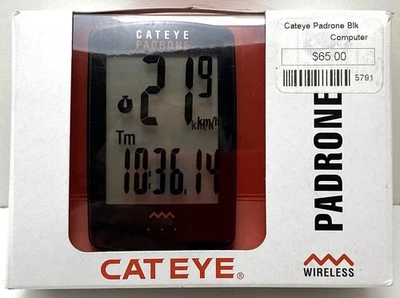 Cateye Padrone Blk
Computer
$65.00
5791
CATEYE
PADRONE
21.9
km/h
Tm
10:36.14
PADRONE
WIRELESS
CATEYE®